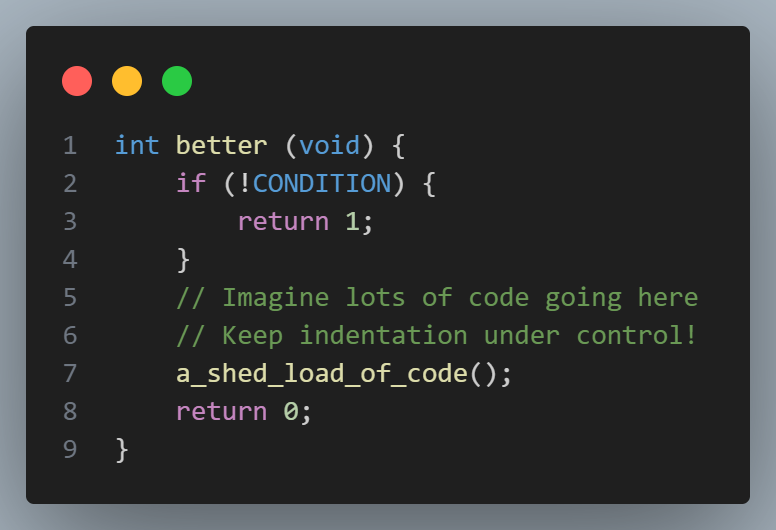 1 int better (void) {
2     if (!CONDITION) {
3         return 1;
4     }
5     // Imagine lots of code going here
6     // Keep indentation under control!
7     a_shed_load_of_code();
8     return 0;
9 }